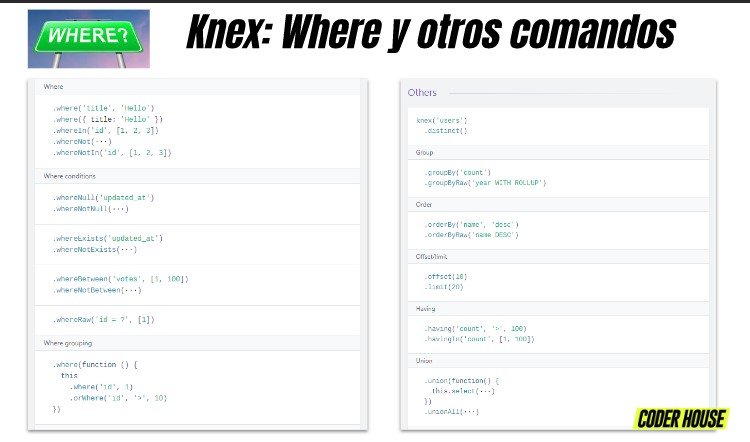 WHERE?
Knex: Where y otros comandos
Where
.where('title', 'Hello')
.where({ title: 'Hello' })
.whereIn('id', [1, 2, 3])
.whereNot(···)
.whereNotIn('id', [1, 2, 3])
Where conditions
.whereNull('updated_at')
.whereNotNull(···)
.whereExists('updated_at')
.whereNotExists(···)
.whereBetween('votes', [1, 100])
.whereNotBetween(···)
.whereRaw('id = ?', [1])
Where grouping
.where(function () {
this
.where('id', 1)
.orWhere('id', '>', 10)
})
Others
knex('users')
.distinct()
Group
.groupBy('count')
.groupByRaw('year WITH ROLLUP')
Order
.orderBy('name', 'desc')
.orderByRaw('name DESC')
Offset/limit
.offset(10)
.limit(20)
Having
.having('count', '>', 100)
.havingIn('count', [1, 100])
Union
.union(function() {
this.select(···)
})
.unionAll(···)
CODER HOUSE